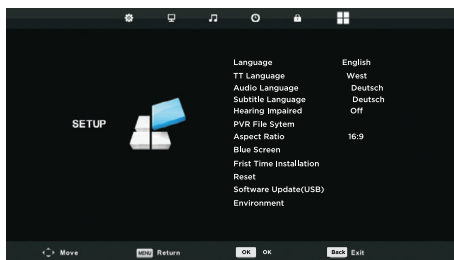 Language English
TT Language West
Audio Language Deutsch
Subtitle Language Deutsch
Hearing Impaired Off
PVR File Sytem
SETUP
Aspect Ratio 16:9
Blue Screen
Frist Time Installation
Reset
Software Update(USB)
Environment
Move MENU Return OK OK Back Exit